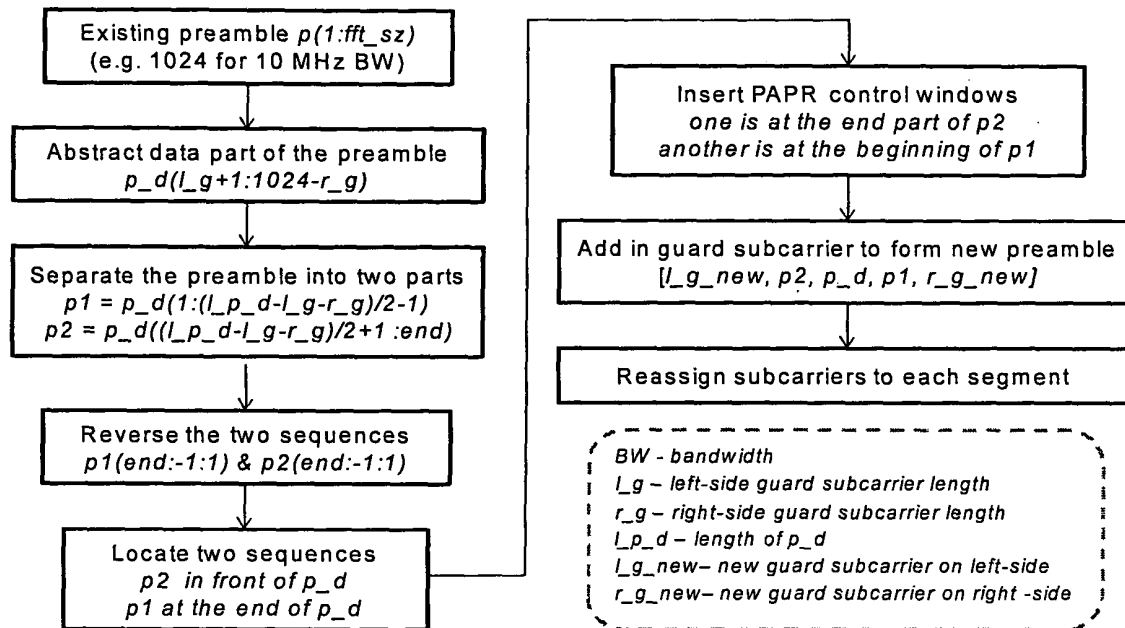 Existing preamble p(1:fft_sz)
(e.g. 1024 for 10 MHz BW)
Abstract data part of the preamble
p_d(l_g+1:1024-r_g)
Separate the preamble into two parts
p1 = p_d(1:(l_p_d-l_g-r_g)/2-1)
p2 = p_d((l_p_d-l_g-r_g)/2+1 :end)
Reverse the two sequences
p1(end:-1:1) & p2(end:-1:1)
Locate two sequences
p2 in front of p_d
p1 at the end of p_d
Insert PAPR control windows
one is at the end part of p2
another is at the beginning of p1
Add in guard subcarrier to form new preamble
[l_g_new, p2, p_d, p1, r_g_new]
Reassign subcarriers to each segment
BW - bandwidth
l_g – left-side guard subcarrier length
r_g – right-side guard subcarrier length
l_p_d – length of p_d
l_g_new– new guard subcarrier on left-side
r_g_new– new guard subcarrier on right -side